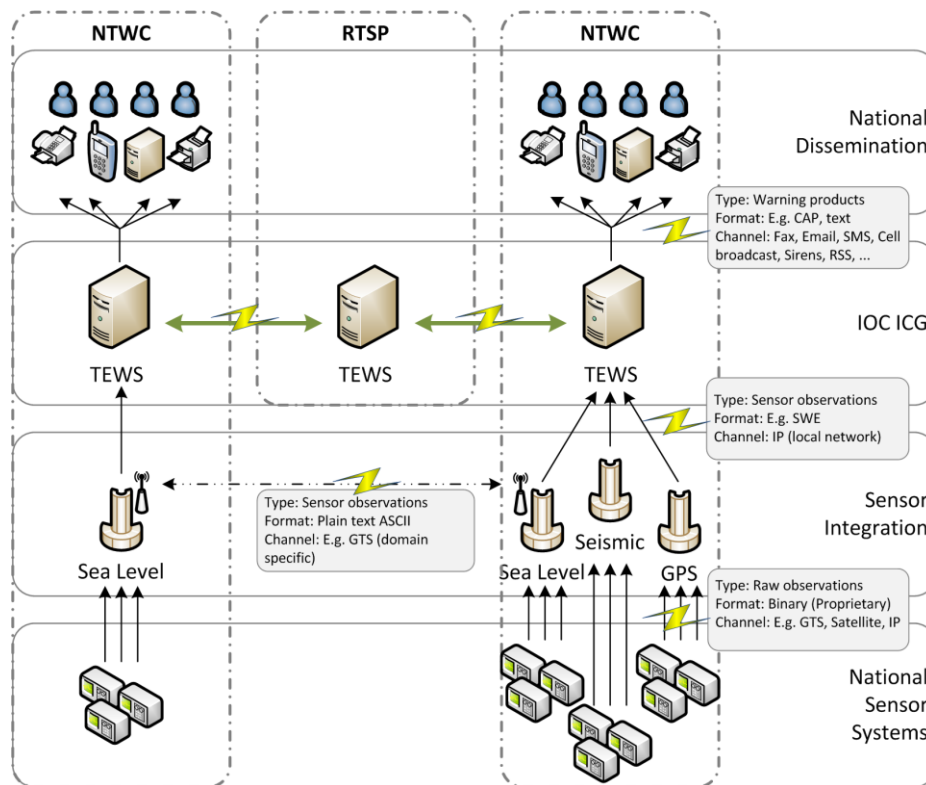 NTWC
RTSP
NTWC
National
Dissemination
Type: Warning products
Format: E.g. CAP, text
Channel: Fax, Email, SMS, Cell
broadcast, Sirens, RSS, ...
IOC ICG
TEWS
TEWS
TEWS
Type: Sensor observations
Format: E.g. SWE
Channel: IP (local network)
Type: Sensor observations
Format: Plain text ASCII
Channel: E.g. GTS (domain
specific)
Sensor
Integration
Sea Level
Seismic
Sea Level
GPS
Type: Raw observations
Format: Binary (Proprietary)
Channel: E.g. GTS, Satellite, IP
National
Sensor
Systems